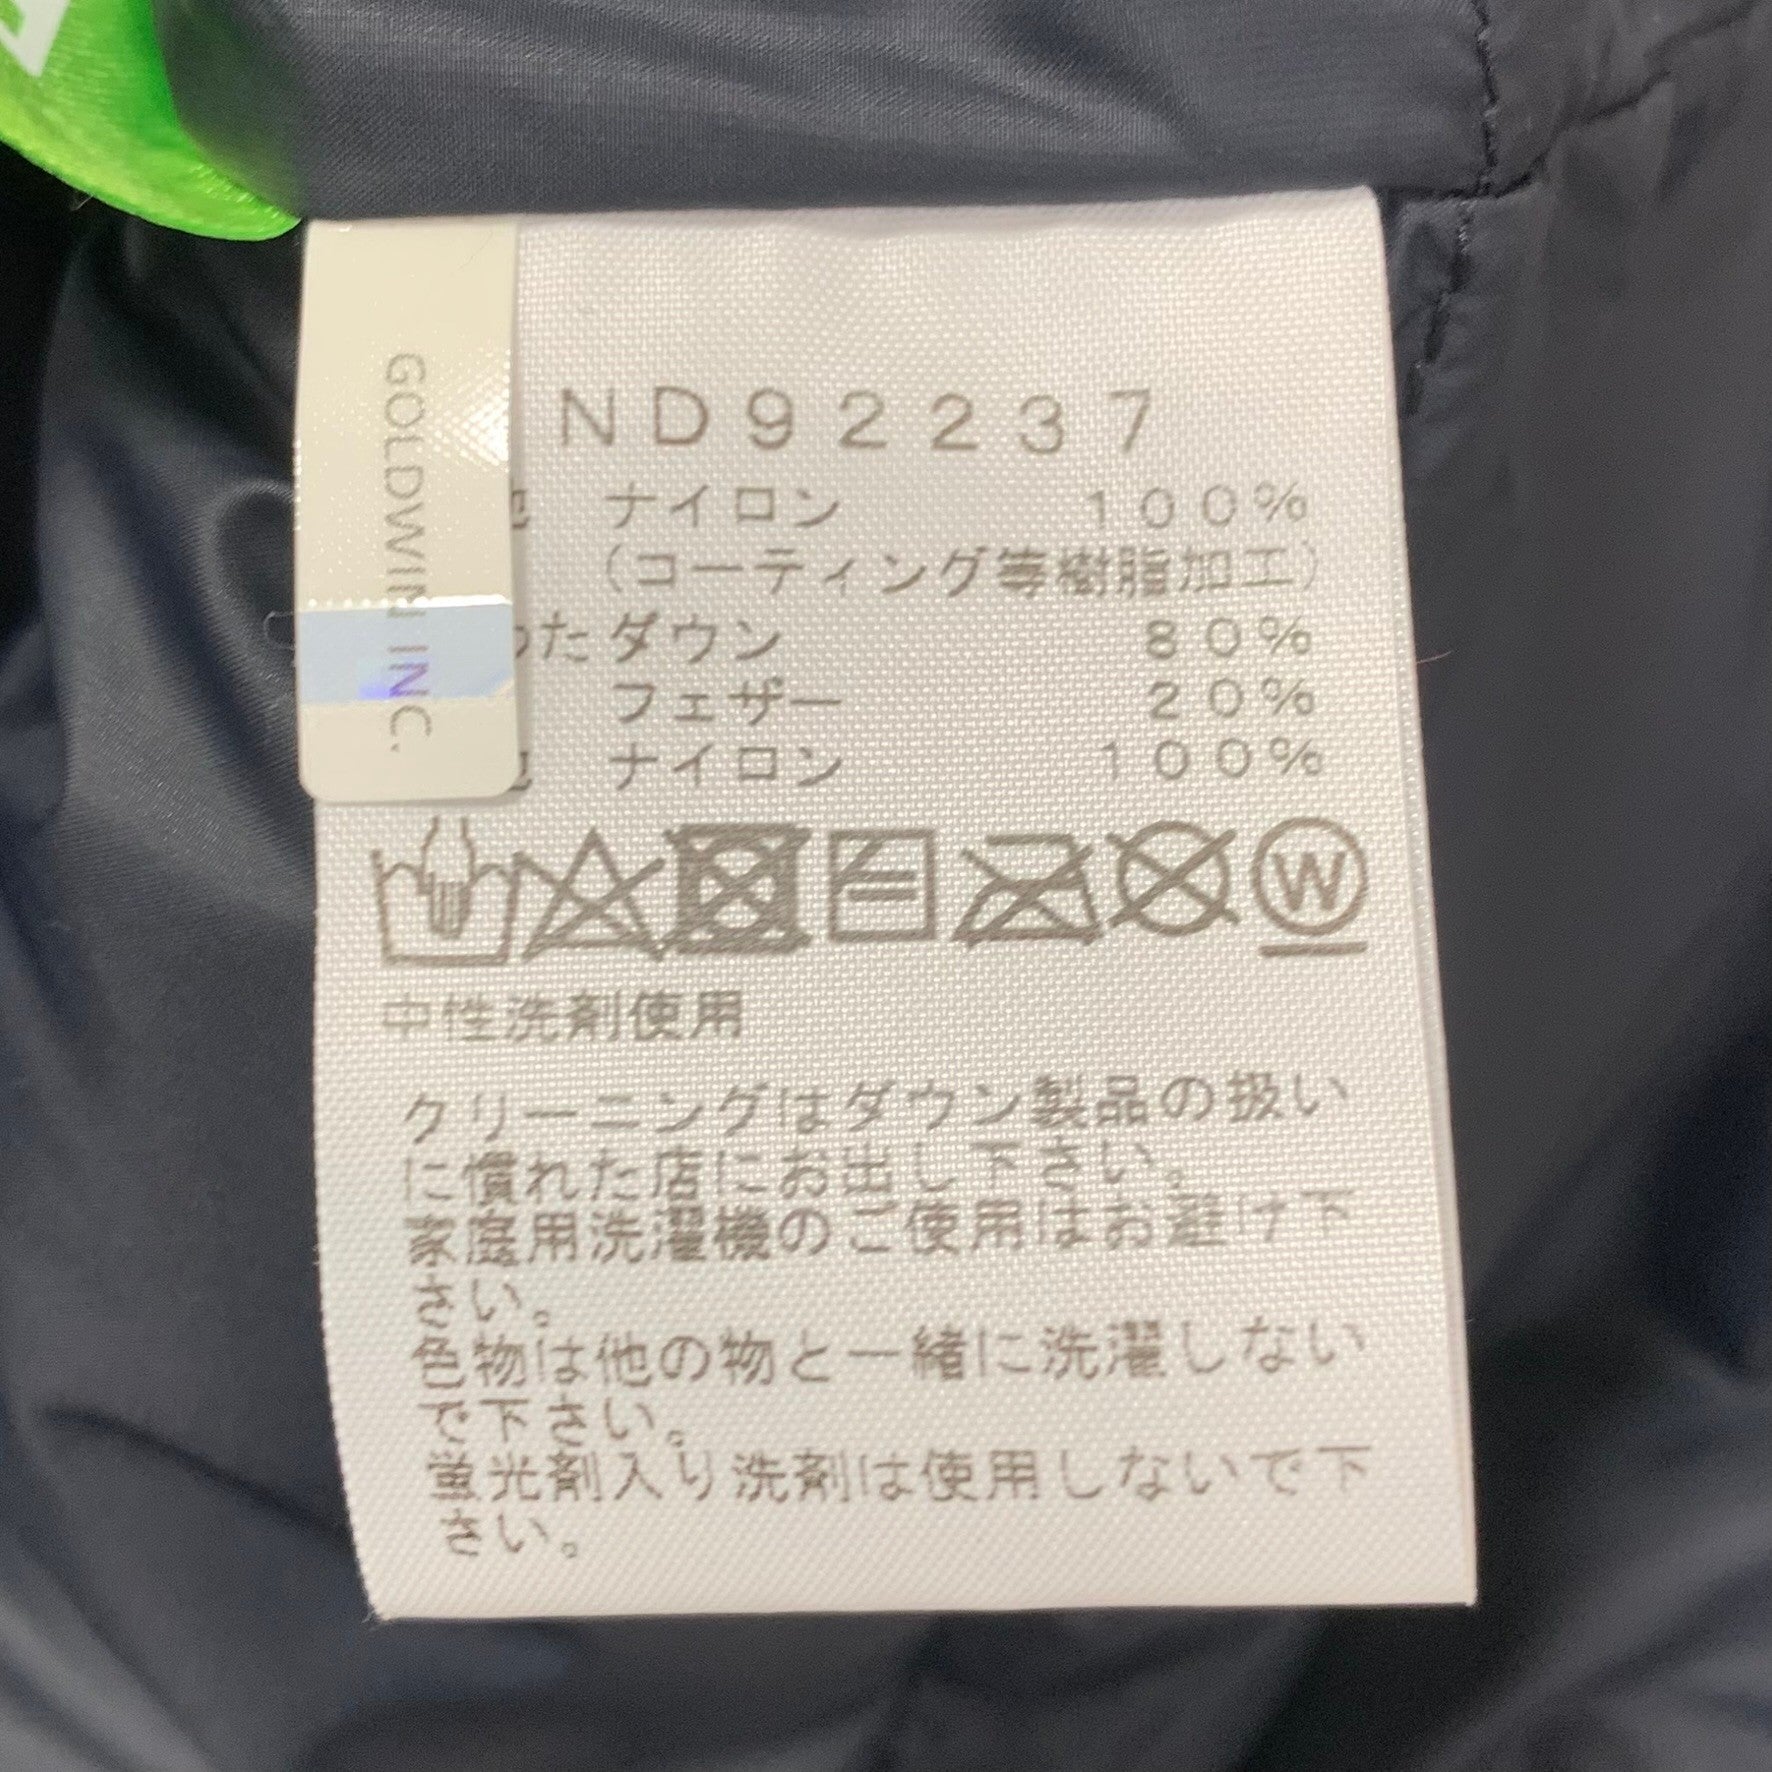 GOLDWIN INC.
ND92237
ナイロン 100%
(コーティング等樹脂加工)
わた ダウン 80%
フェザー 20%
ナイロン 100%
W
中性洗剤使用
クリーニングはダウン製品の扱い
に慣れた店にお出し下さい。
家庭用洗濯機のご使用はお避け下
さい。
色物は他の物と一緒に洗濯しない
で下さい。
蛍光剤入り洗剤は使用しないで下
さい。